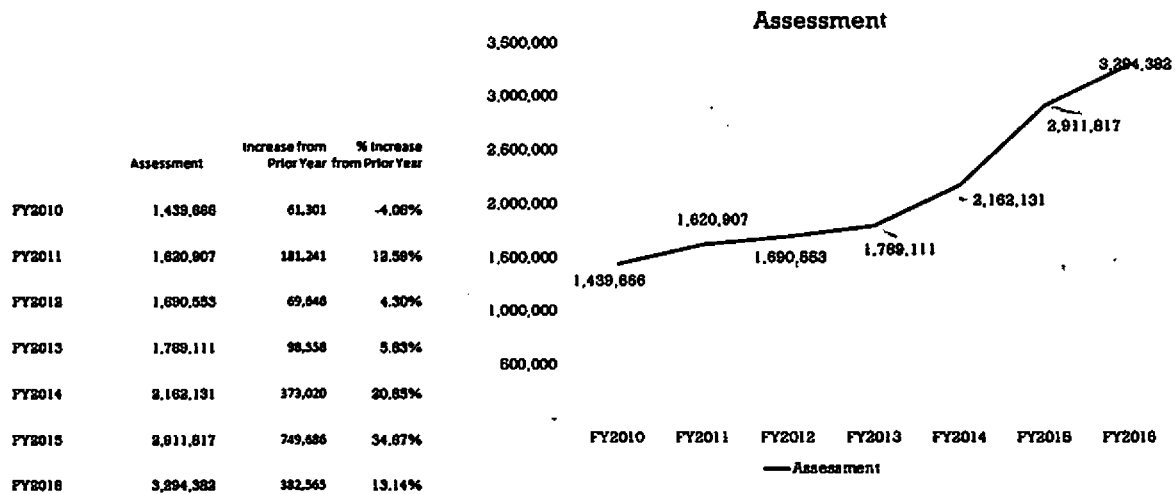 Assessment Increase from Prior Year % Increase from Prior Year
FY2010 1,439,666 61,301 -4.06%
FY2011 1,620,907 181,241 12.59%
FY2012 1,690,553 69,646 4.30%
FY2013 1,789,111 98,558 5.83%
FY2014 2,162,131 373,020 20.85%
FY2015 2,911,817 749,686 34.67%
FY2016 3,294,382 382,565 13.14%
Assessment
3,500,000
3,000,000
2,500,000
2,000,000
1,500,000
1,000,000
500,000
1,439,666
1,620,907
1,690,553
1,789,111
2,162,131
2,911,817
3,294,382
FY2010 FY2011 FY2012 FY2013 FY2014 FY2015 FY2016
Assessment